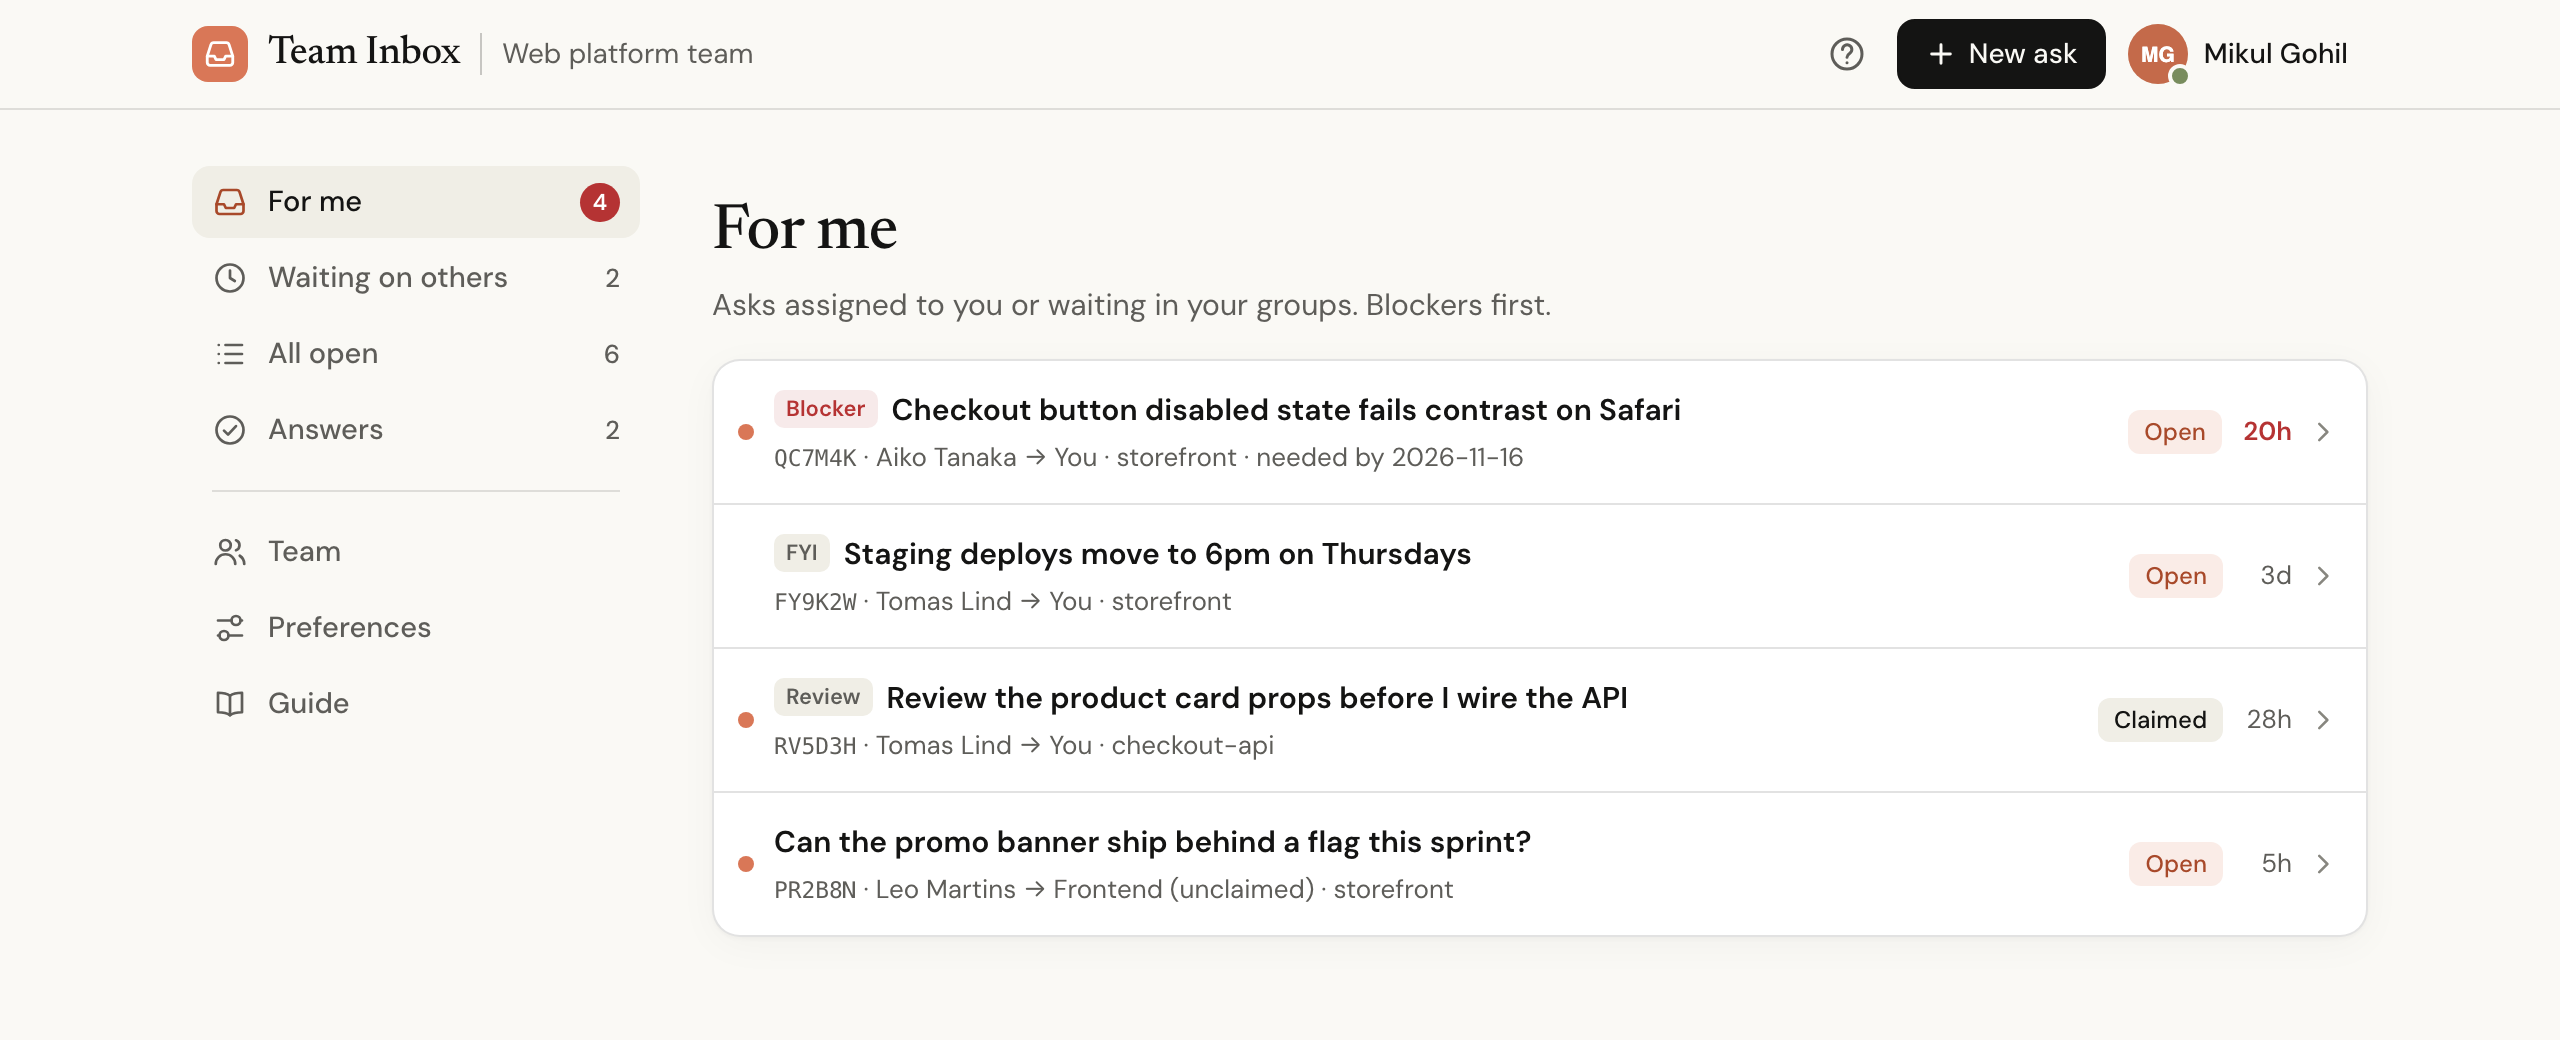 Team Inbox
Web platform team
New ask
MG
Mikul Gohil
For me 4
Waiting on others 2
All open 6
Answers 2
Team
Preferences
Guide
For me
Asks assigned to you or waiting in your groups. Blockers first.
Blocker Checkout button disabled state fails contrast on Safari
QC7M4K · Aiko Tanaka → You · storefront · needed by 2026-11-16
Open 20h
FYI Staging deploys move to 6pm on Thursdays
FY9K2W · Tomas Lind → You · storefront
Open 3d
Review Review the product card props before I wire the API
RV5D3H · Tomas Lind → You · checkout-api
Claimed 28h
Can the promo banner ship behind a flag this sprint?
PR2B8N · Leo Martins → Frontend (unclaimed) · storefront
Open 5h